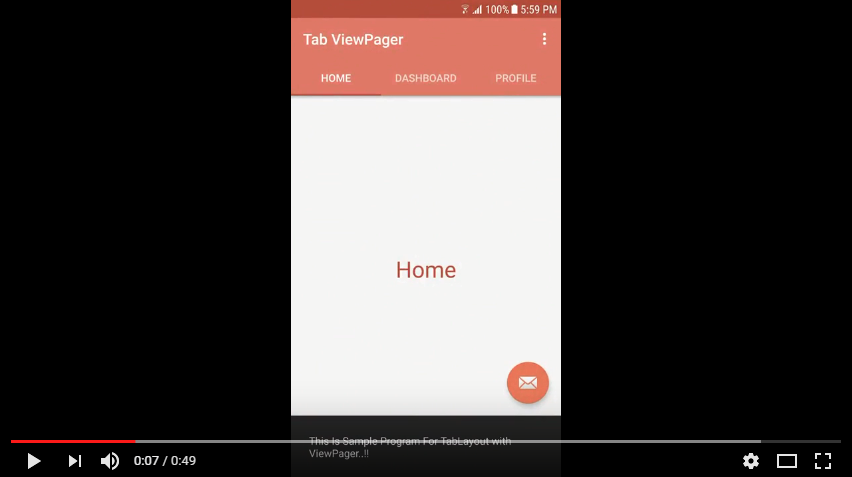 100% 5:59 PM
Tab ViewPager
HOME DASHBOARD PROFILE
Home
This Is Sample Program For TabLayout with
ViewPager..!!
0:07 / 0:49